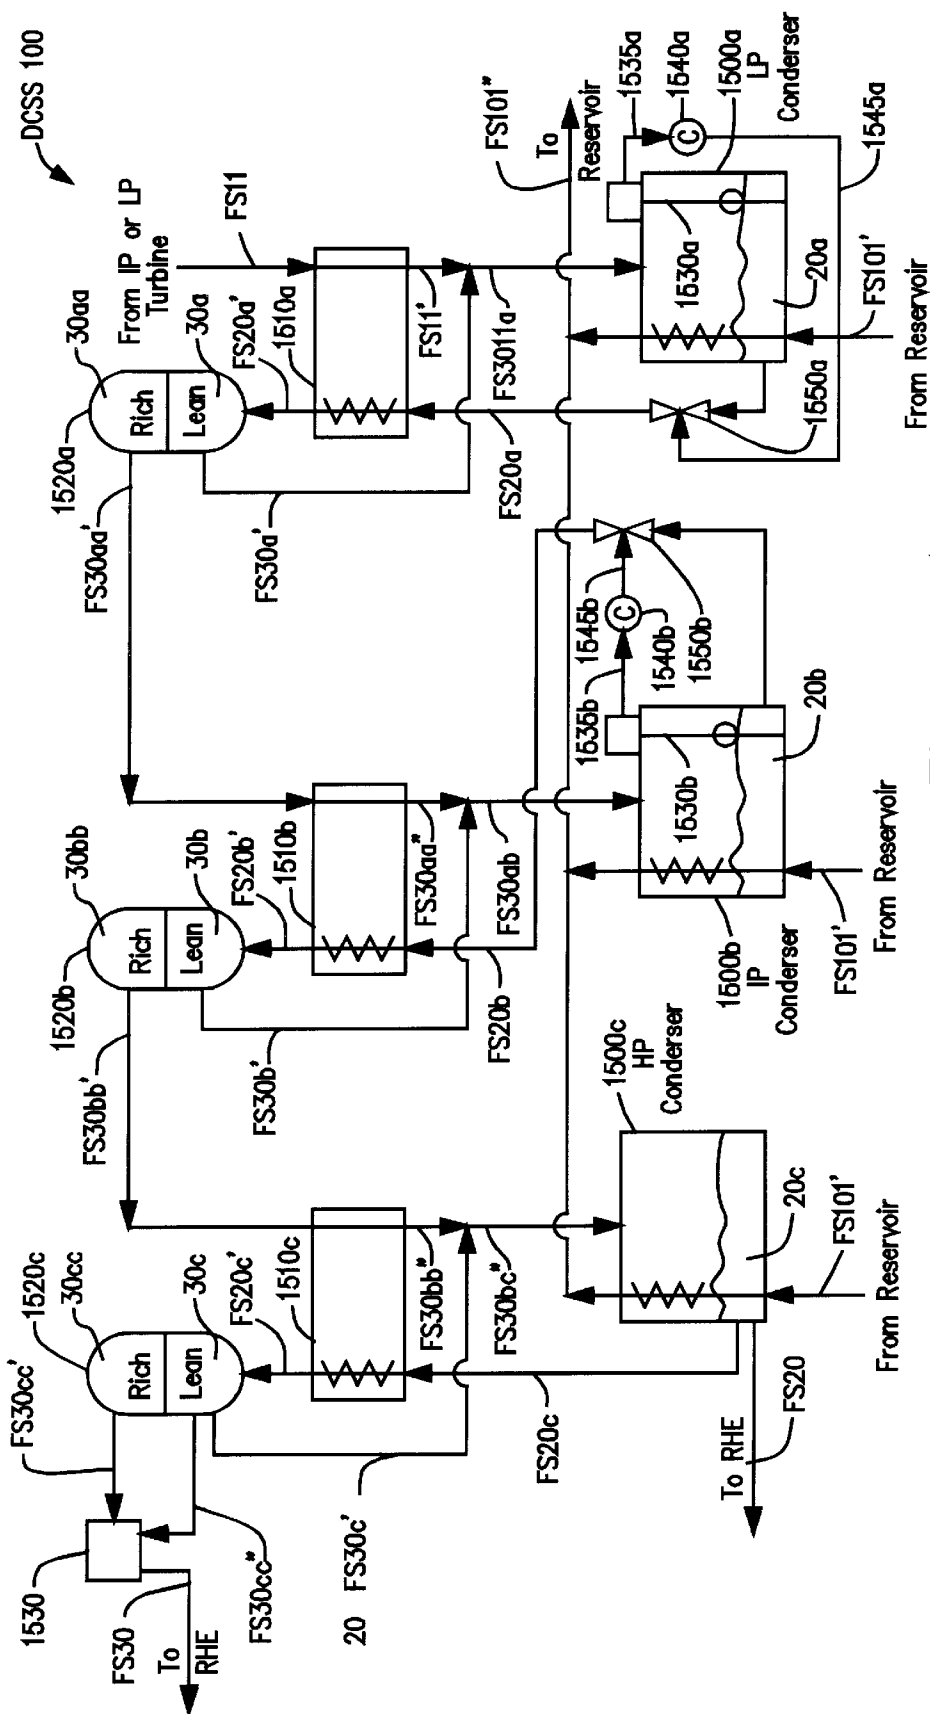 DCSS 100
1530
FS30cc'
1520c
30cc
FS30bb'
1520b
30bb
FS30aa'
1520a
30aa
From IP or LP
Turbine
Rich
Rich
Rich
FS30
To
RHE
Lean
30c
Lean
30b
Lean
30a
FS11
FS30cc"
FS20c'
FS20b'
FS20a'
FS30b'
FS30a'
1510c
1510b
1510a
20 FS30c'
FS30bb"
FS30aa"
FS11'
FS30bc"
FS30ab
FS3011a
FS20c
FS20b
FS20a
FS101"
To
Reservoir
1535b
1545b
1540b
1550b
1535a
1540a
1500c
HP
Conderser
1530b
1530a
1500a
LP
Conderser
To RHE
FS20
1500b
IP
Conderser
20c
20b
20a
1550a
1545a
FS101'
FS101'
FS101'
From Reservoir
From Reservoir
From Reservoir
C
C